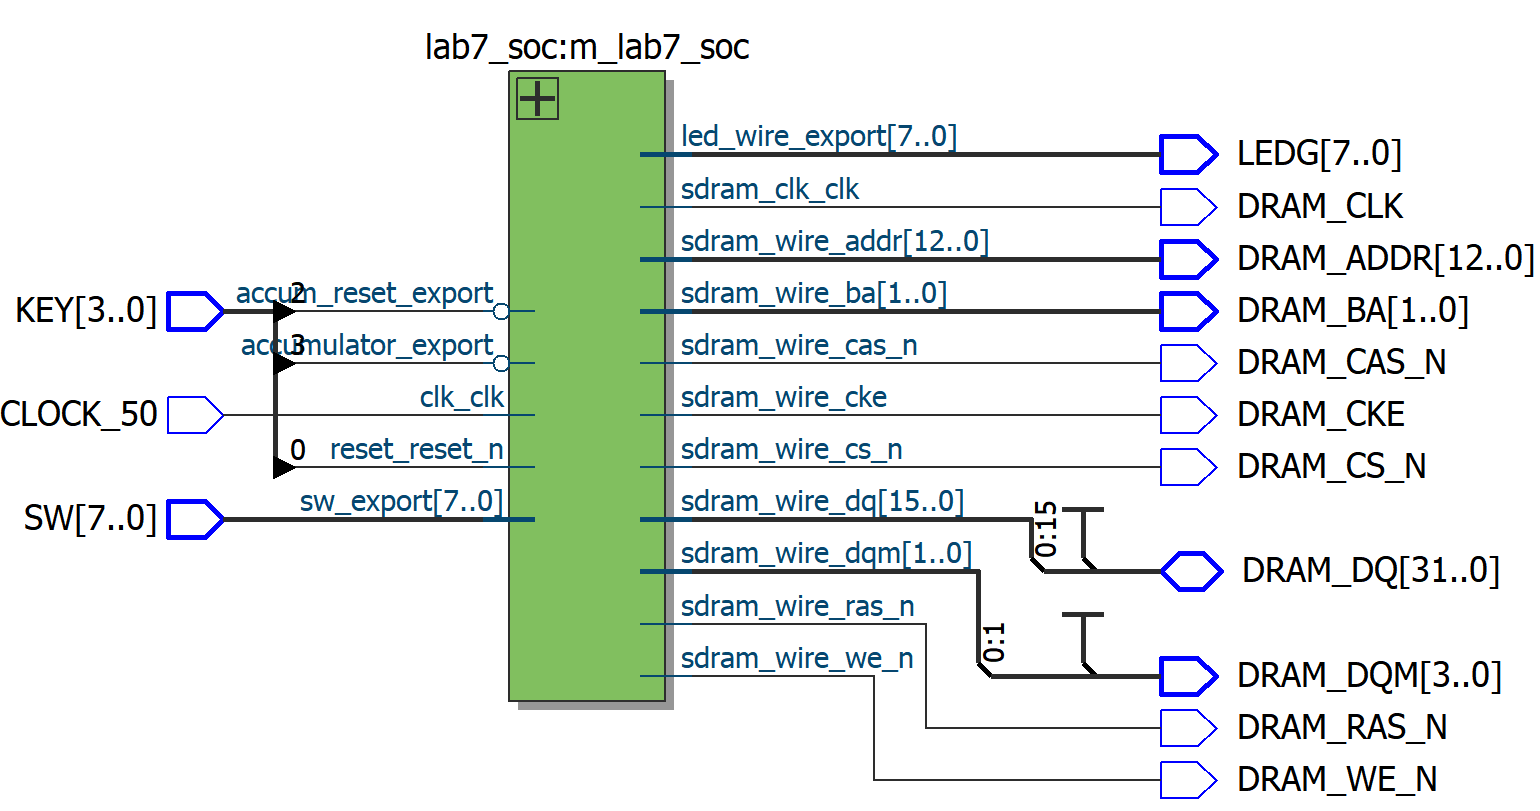 lab7_soc:m_lab7_soc
led_wire_export[7..0]
LEDG[7..0]
sdram_clk_clk
DRAM_CLK
sdram_wire_addr[12..0]
DRAM_ADDR[12..0]
KEY[3..0]
2
accum_reset_export
sdram_wire_ba[1..0]
DRAM_BA[1..0]
3
accumulator_export
sdram_wire_cas_n
DRAM_CAS_N
CLOCK_50
clk_clk
sdram_wire_cke
DRAM_CKE
0
reset_reset_n
sdram_wire_cs_n
DRAM_CS_N
SW[7..0]
sw_export[7..0]
sdram_wire_dq[15..0]
0:15
DRAM_DQ[31..0]
sdram_wire_dqm[1..0]
0:1
DRAM_DQM[3..0]
sdram_wire_ras_n
DRAM_RAS_N
sdram_wire_we_n
DRAM_WE_N